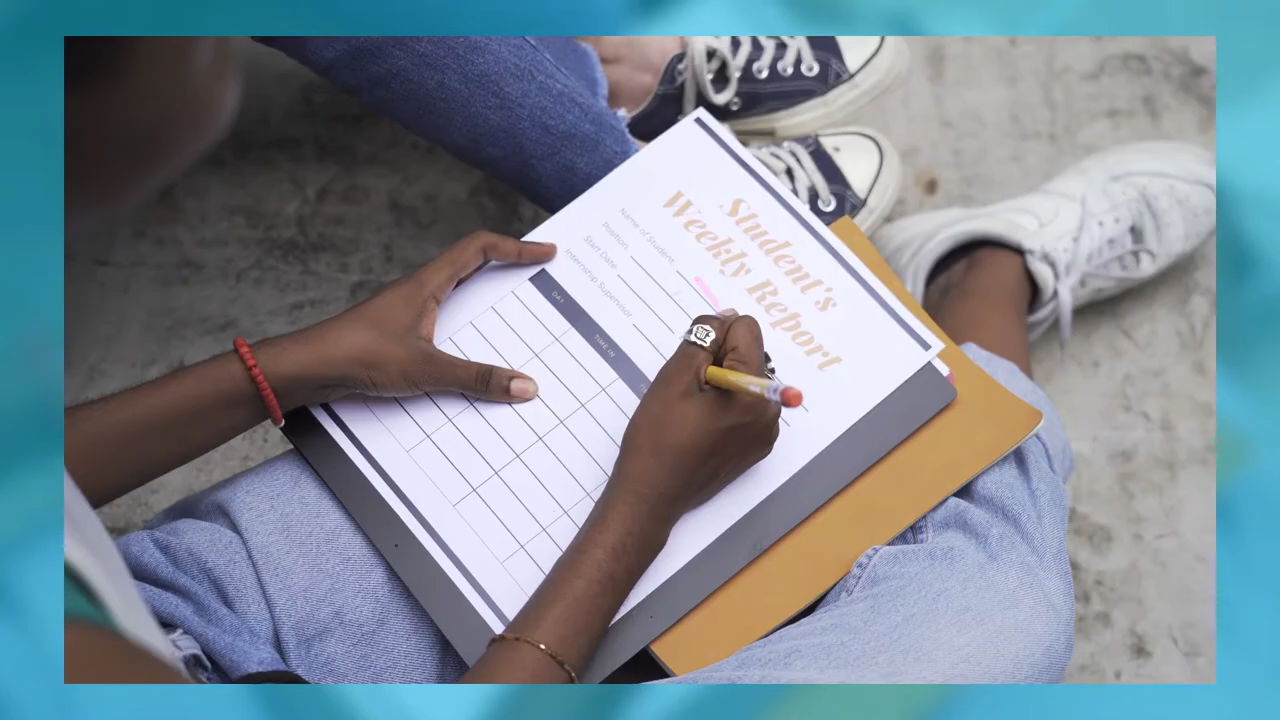 Student's
Weekly Report
Name of Student
Position
Start Date
Internship Supervisor
DAY
TIME IN